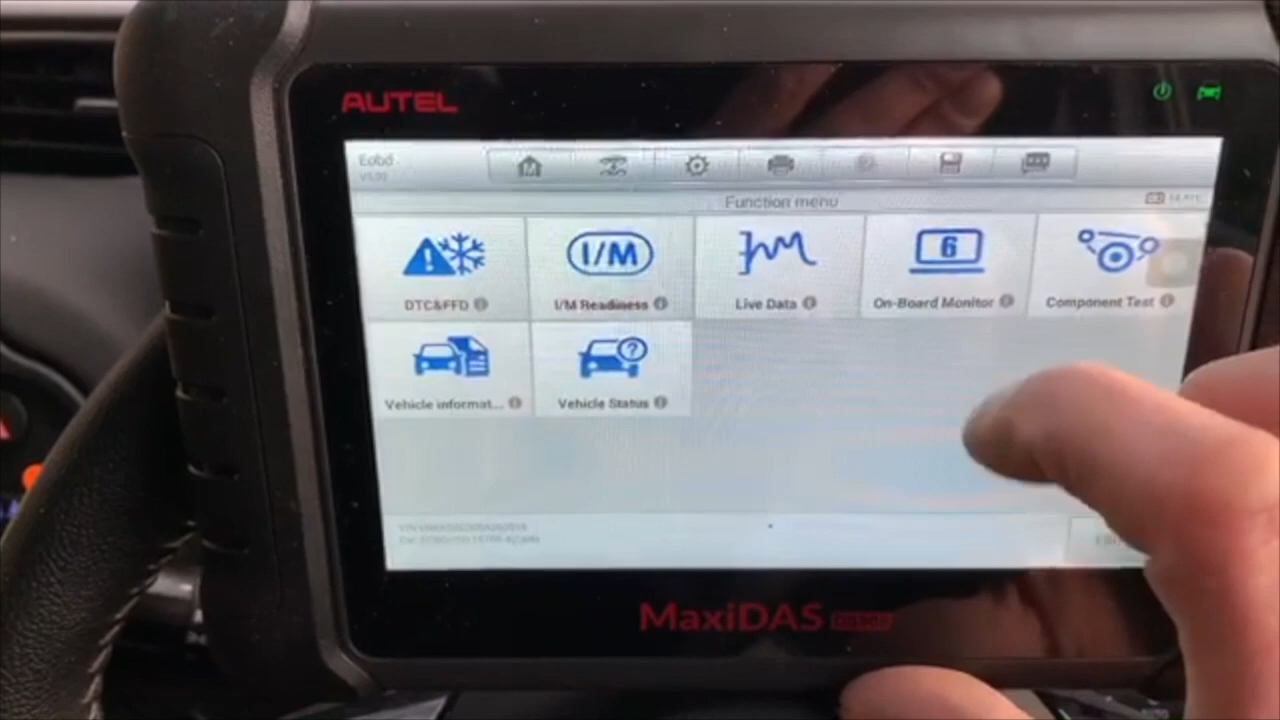 AUTEL
Eobd
Function menu
DTC&FFD
I/M
I/M Readiness
Live Data
6
On-Board Monitor
Component Test
Vehicle informat...
?
Vehicle Status
MaxiDAS